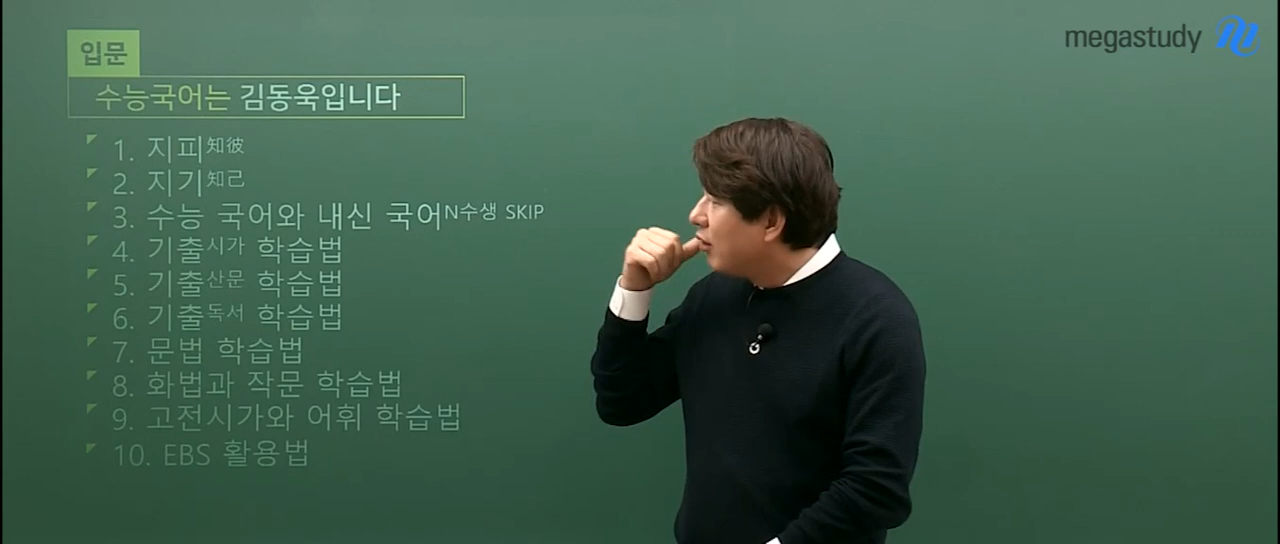 megastudy
입문
수능국어는 김동욱입니다
1. 지피知彼
2. 지기知己
3. 수능 국어와 내신 국어N수생 SKIP
4. 기출시가 학습법
5. 기출산문 학습법
6. 기출독서 학습법
7. 문법 학습법
8. 화법과 작문 학습법
9. 고전시가와 어휘 학습법
10. EBS 활용법